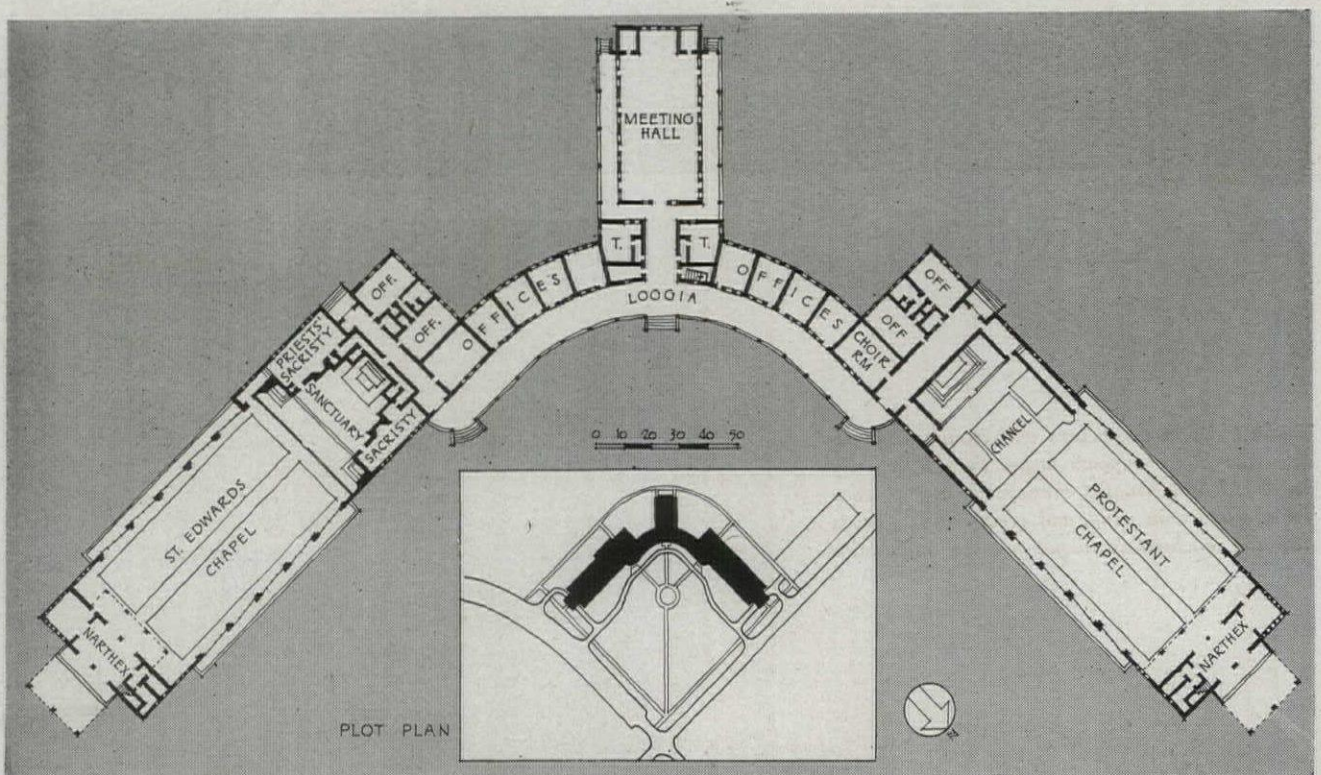 MEETING
HALL
T.
T.
OFFICES
OFFICES
LOGGIA
OFF.
OFF.
OFF
OFF
CHOIR
RM
PRIESTS
SACRISTY
SANCTUARY
SACRISTY
CHANCEL
0 10 20 30 40 50
ST. EDWARDS
CHAPEL
PROTESTANT
CHAPEL
NARTHEX
NARTHEX
PLOT PLAN
N